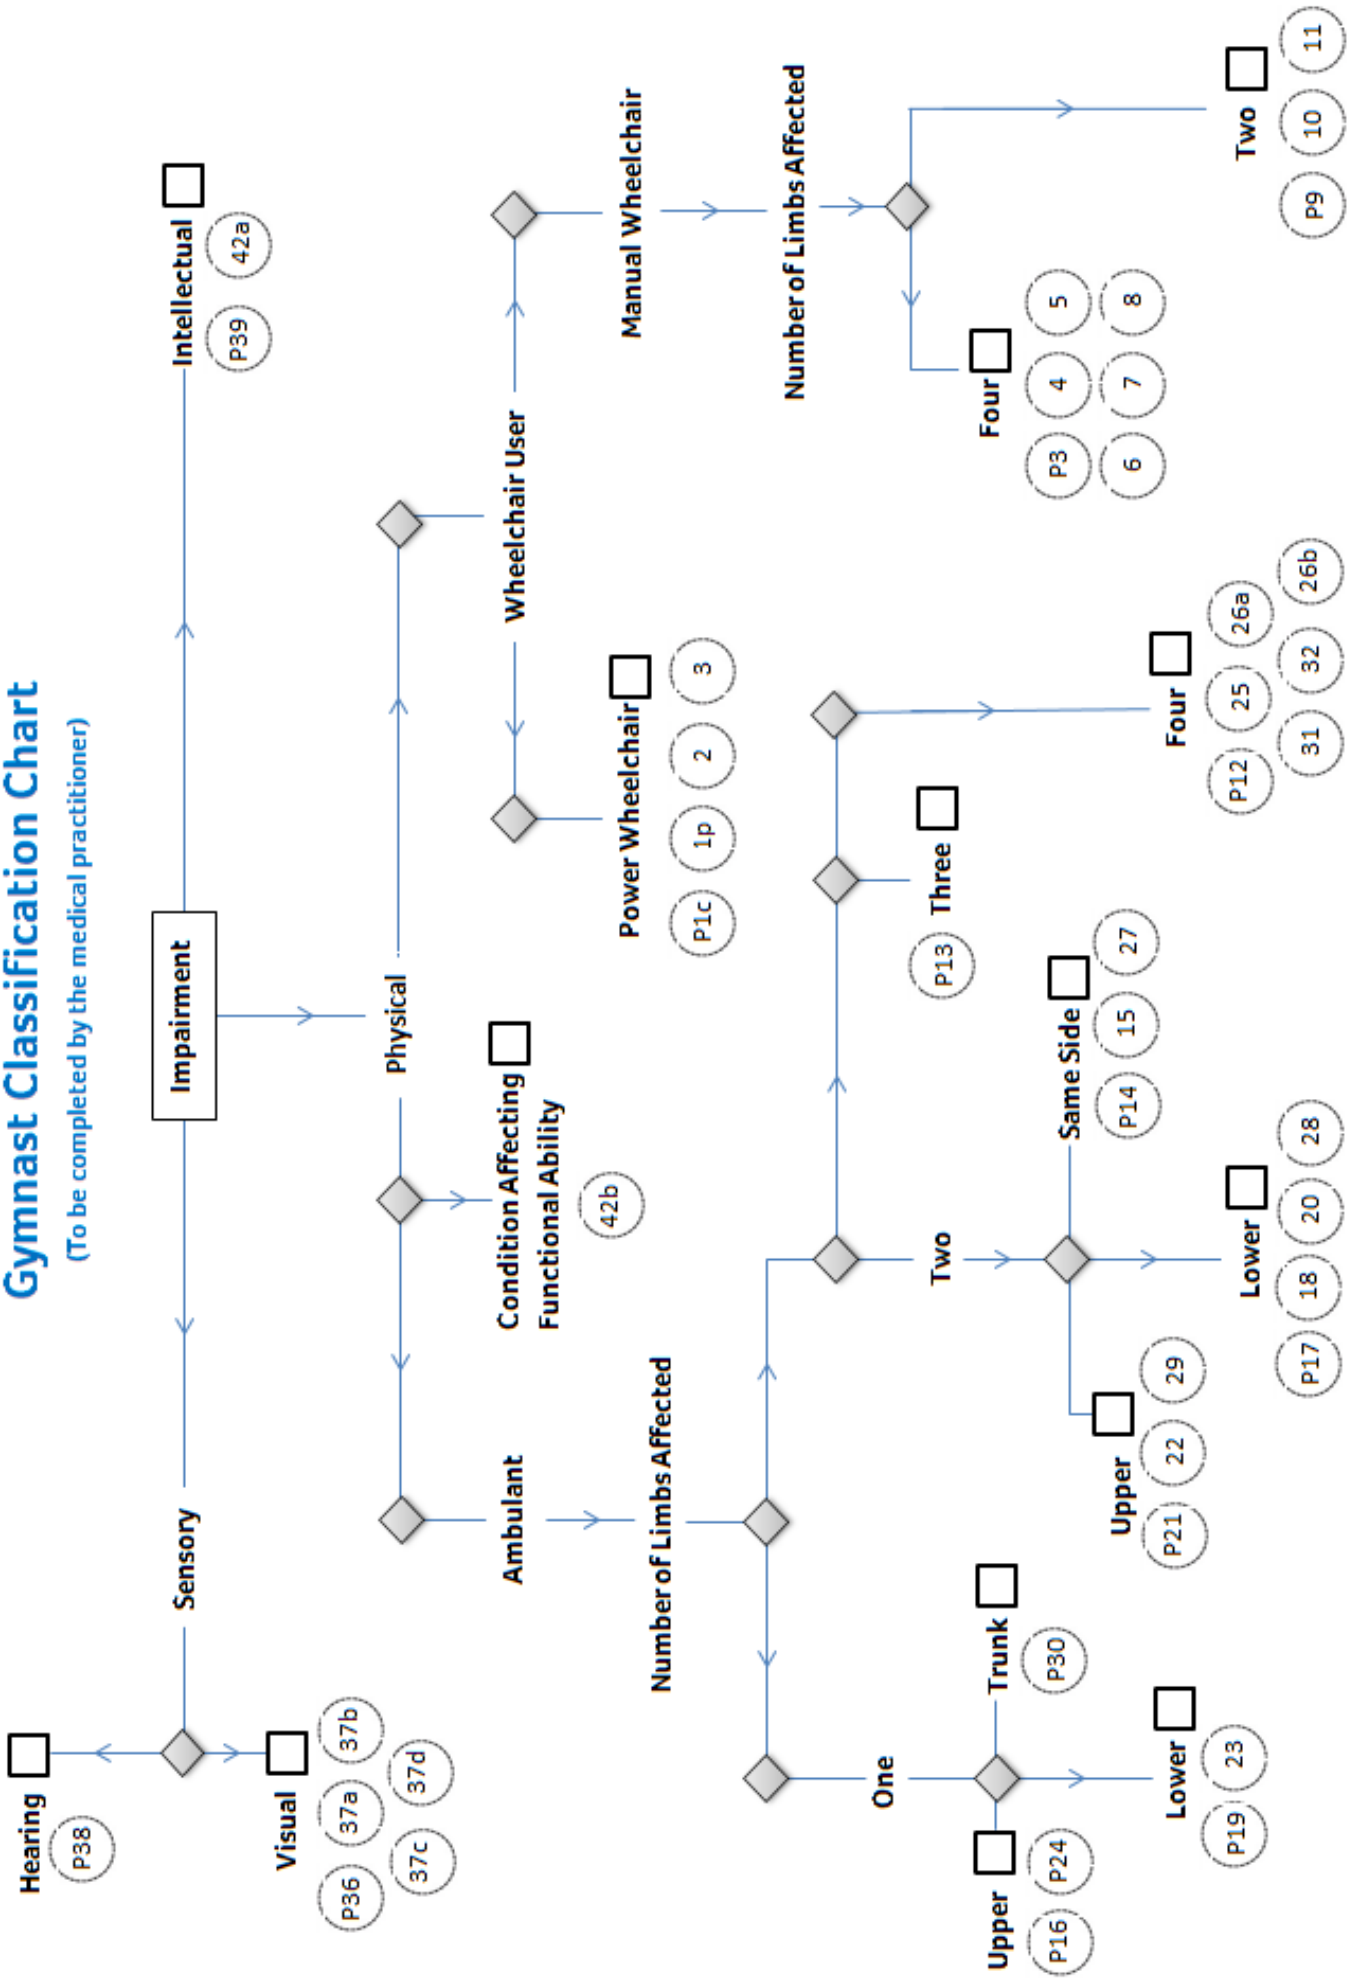 Gymnast Classification Chart
(To be completed by the medical practitioner)
Impairment
Sensory
Hearing
P38
Visual
P36 37a 37b
37c 37d
Physical
Intellectual
P39 42a
Ambulant
Condition Affecting
Functional Ability
42b
Wheelchair User
Power Wheelchair
P1c 1p 2 3
Manual Wheelchair
Number of Limbs Affected
Four
P3 4 5
6 7 8
Two
P9 10 11
Number of Limbs Affected
One
Upper
P16 P24
Trunk
P30
Lower
P19 23
Two
Upper
P21 22 29
Same Side
P14 15 27
Lower
P17 18 20 28
Three
P13
Four
P12 25 26a
31 32 26b